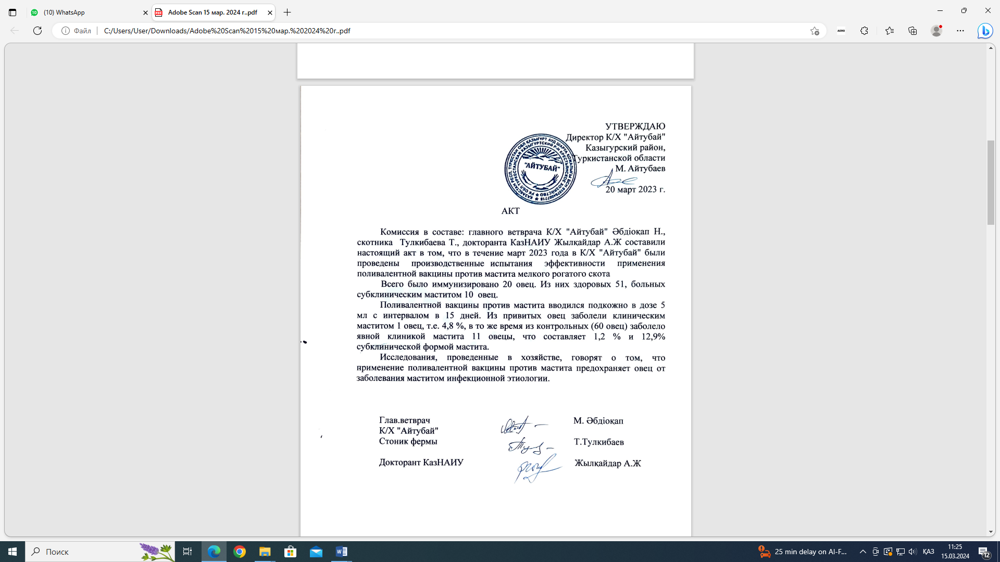 (10) WhatsApp
Adobe Scan 15 мар. 2024 г..pdf
Файл
C:/Users/User/Downloads/Adobe%20Scan%2015%20мар.%202024%20г..pdf
УТВЕРЖДАЮ
Директор К/Х "Айтубай"
Казыгурский район,
Туркистанской области
М. Айтубаев
20 март 2023 г.
"АЙТУБАЙ"
АКТ
Комиссия в составе: главного ветврача К/Х "Айтубай" Әбдіоқап Н.,
скотника Тулкибаева Т., докторанта КазНАИУ Жылқайдар А.Ж составили
настоящий акт в том, что в течение март 2023 года в К/Х "Айтубай" были
проведены производственные испытания эффективности применения
поливалентной вакцины против мастита мелкого рогатого скота
Всего было иммунизировано 20 овец. Из них здоровых 51, больных
субклиническим маститом 10 овец.
Поливалентной вакцины против мастита вводился подкожно в дозе 5
мл с интервалом в 15 дней. Из привитых овец заболели клиническим
маститом 1 овец, т.е. 4,8 %, в то же время из контрольных (60 овец) заболело
явной клиникой мастита 11 овецы, что составляет 1,2 % и 12,9%
субклинической формой мастита.
Исследования, проведенные в хозяйстве, говорят о том, что
применение поливалентной вакцины против мастита предохраняет овец от
заболевания маститом инфекционной этиологии.
Глав.ветврач М. Әбдіоқап
К/Х "Айтубай"
Стоник фермы Т.Тулкибаев
Докторант КазНАИУ Жылқайдар А.Ж
Поиск
25 min delay on Al-F...
ҚАЗ
11:25
15.03.2024
12